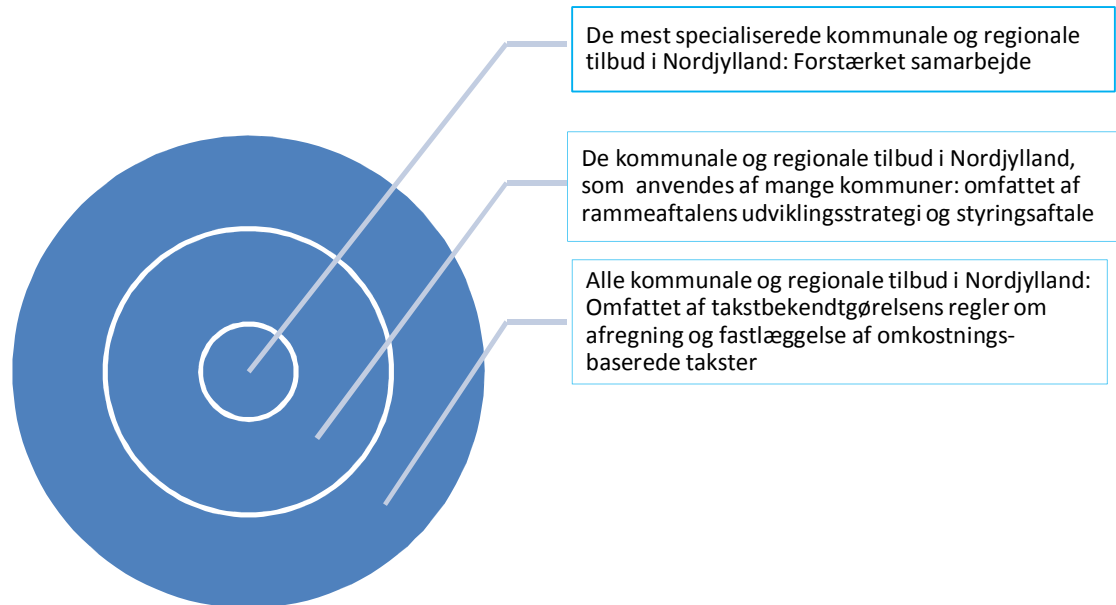 De mest specialiserede kommunale og regionale
tilbud i Nordjylland: Forstærket samarbejde
De kommunale og regionale tilbud i Nordjylland,
som anvendes af mange kommuner: omfattet af
rammeaftalens udviklingsstrategi og styringsaftale
Alle kommunale og regionale tilbud i Nordjylland:
Omfattet af takstbekendtgørelsens regler om
afregning og fastlæggelse af omkostnings-
baserede takster